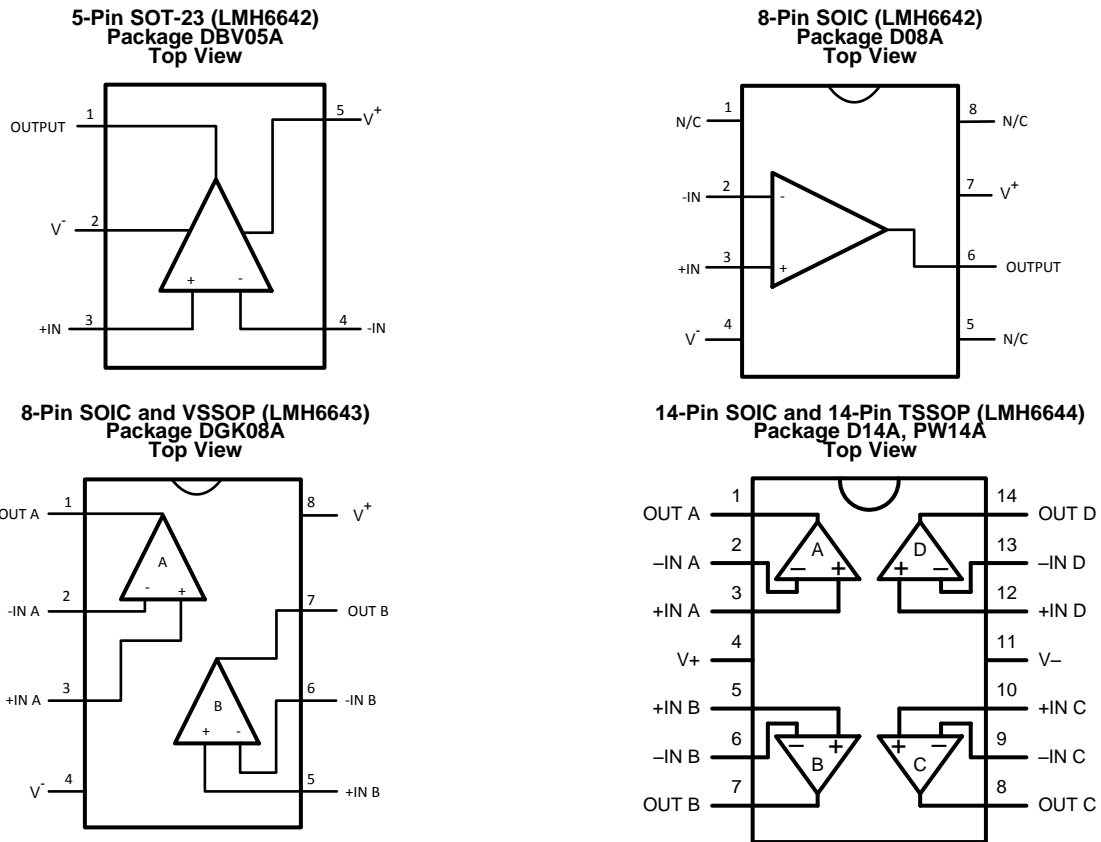 5-Pin SOT-23 (LMH6642)
Package DBV05A
Top View
1
OUTPUT
5
V+
V-
2
+
-
+IN
3
4
-IN
8-Pin SOIC (LMH6642)
Package D08A
Top View
1
N/C
8
N/C
-IN
2
-
7
V+
+IN
3
+
6
OUTPUT
V-
4
5
N/C
8-Pin SOIC and VSSOP (LMH6643)
Package DGK08A
Top View
OUT A
1
A
-
+
8
V+
-IN A
2
7
OUT B
+IN A
3
B
+
-
6
-IN B
V-
4
5
+IN B
14-Pin SOIC and 14-Pin TSSOP (LMH6644)
Package D14A, PW14A
Top View
1
OUT A
14
OUT D
2
–IN A
A
–
+
D
+
–
13
–IN D
3
+IN A
12
+IN D
4
V+
11
V–
5
+IN B
10
+IN C
6
–IN B
–
+
B
+
–
C
9
–IN C
7
OUT B
8
OUT C